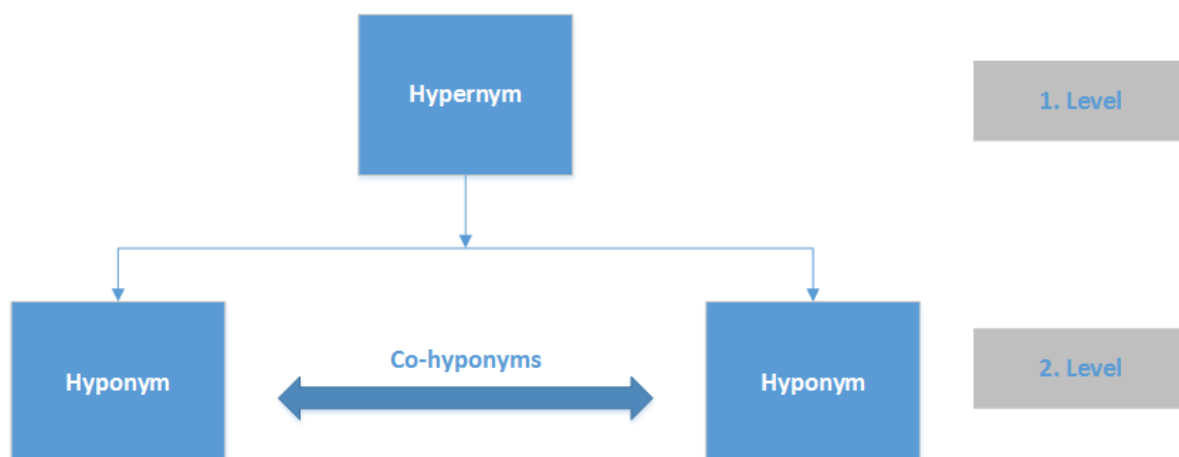 Hypernym
1. Level
Co-hyponyms
Hyponym
Hyponym
2. Level